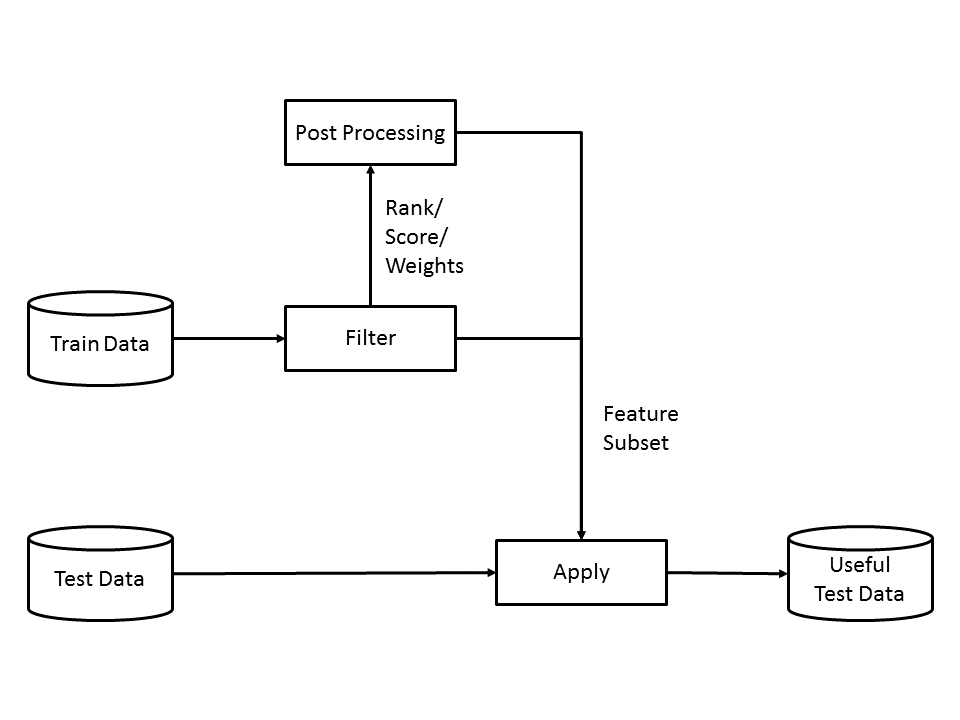 Post Processing
Rank/
Score/
Weights
Train Data
Filter
Feature
Subset
Test Data
Apply
Useful
Test Data